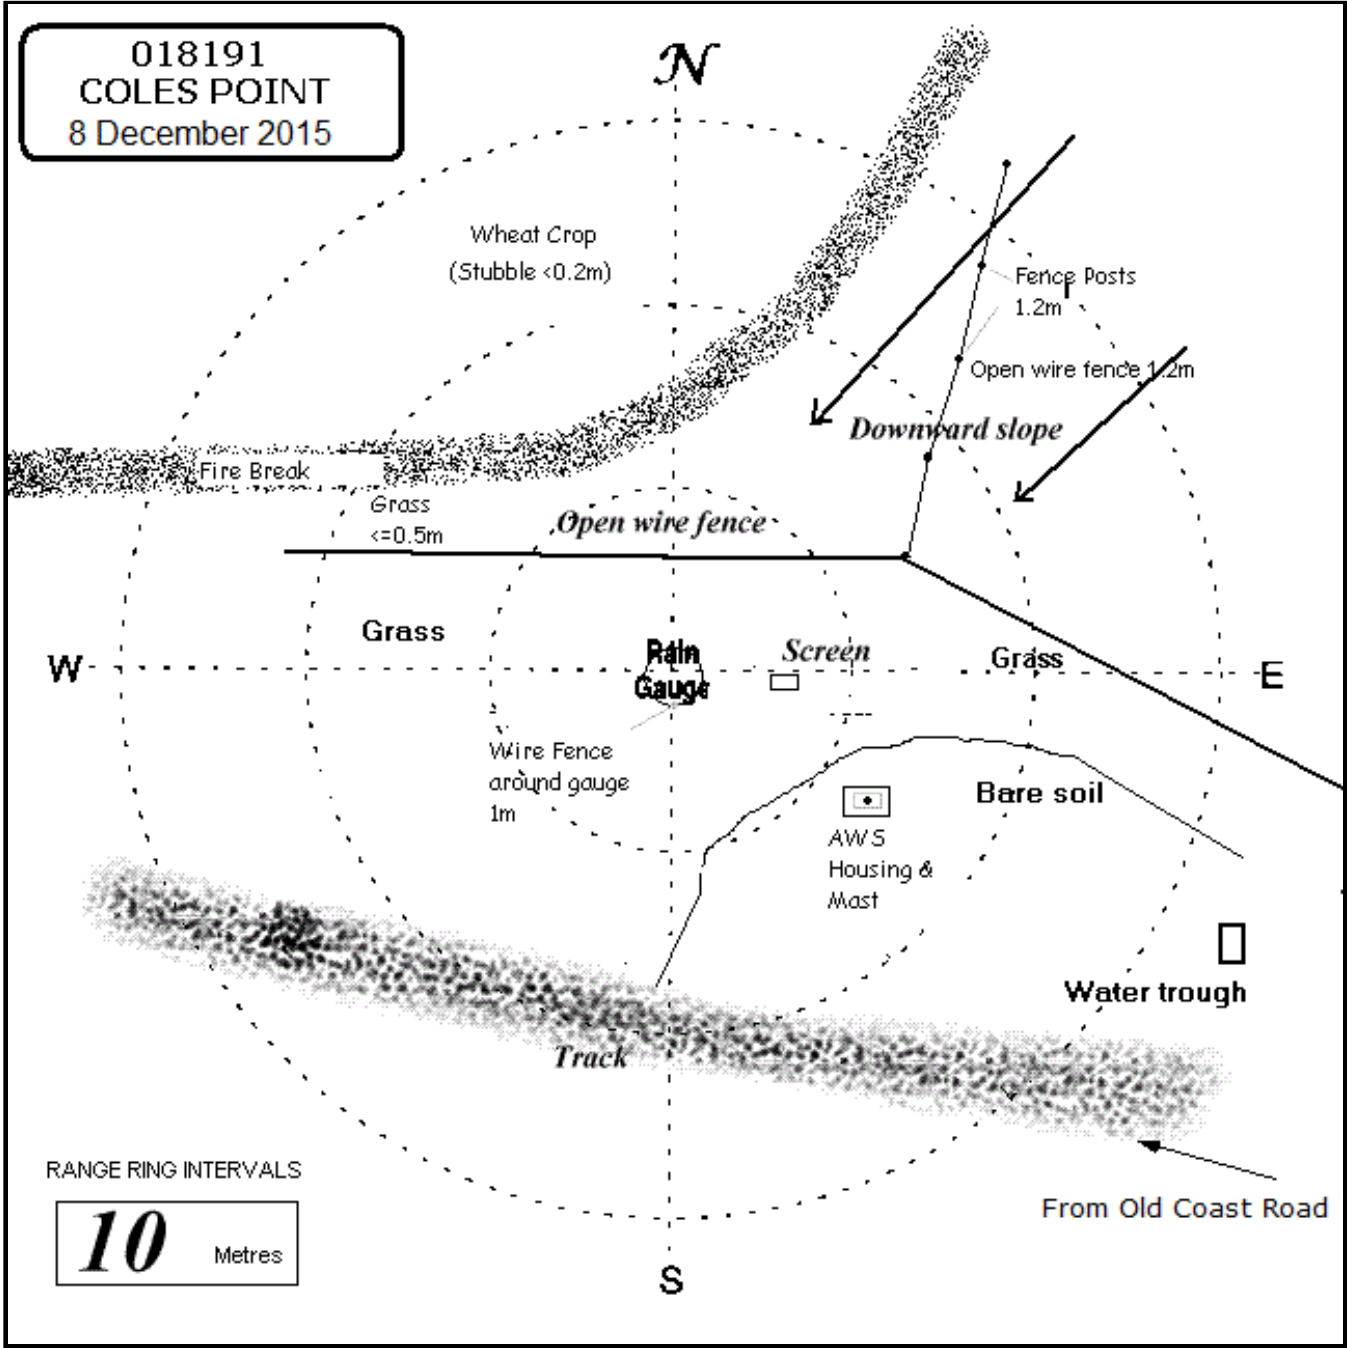 018191
COLES POINT
8 December 2015
N
Wheat Crop
(Stubble <0.2m)
Fence Posts
1.2m
Open wire fence 1.2m
Downward slope
Fire Break
Grass
<=0.5m
Open wire fence
Grass
Rain
Gauge
Screen
Grass
W
E
Wire Fence
around gauge
1m
Bare soil
AWS
Housing &
Mast
Water trough
Track
RANGE RING INTERVALS
10 Metres
From Old Coast Road
S